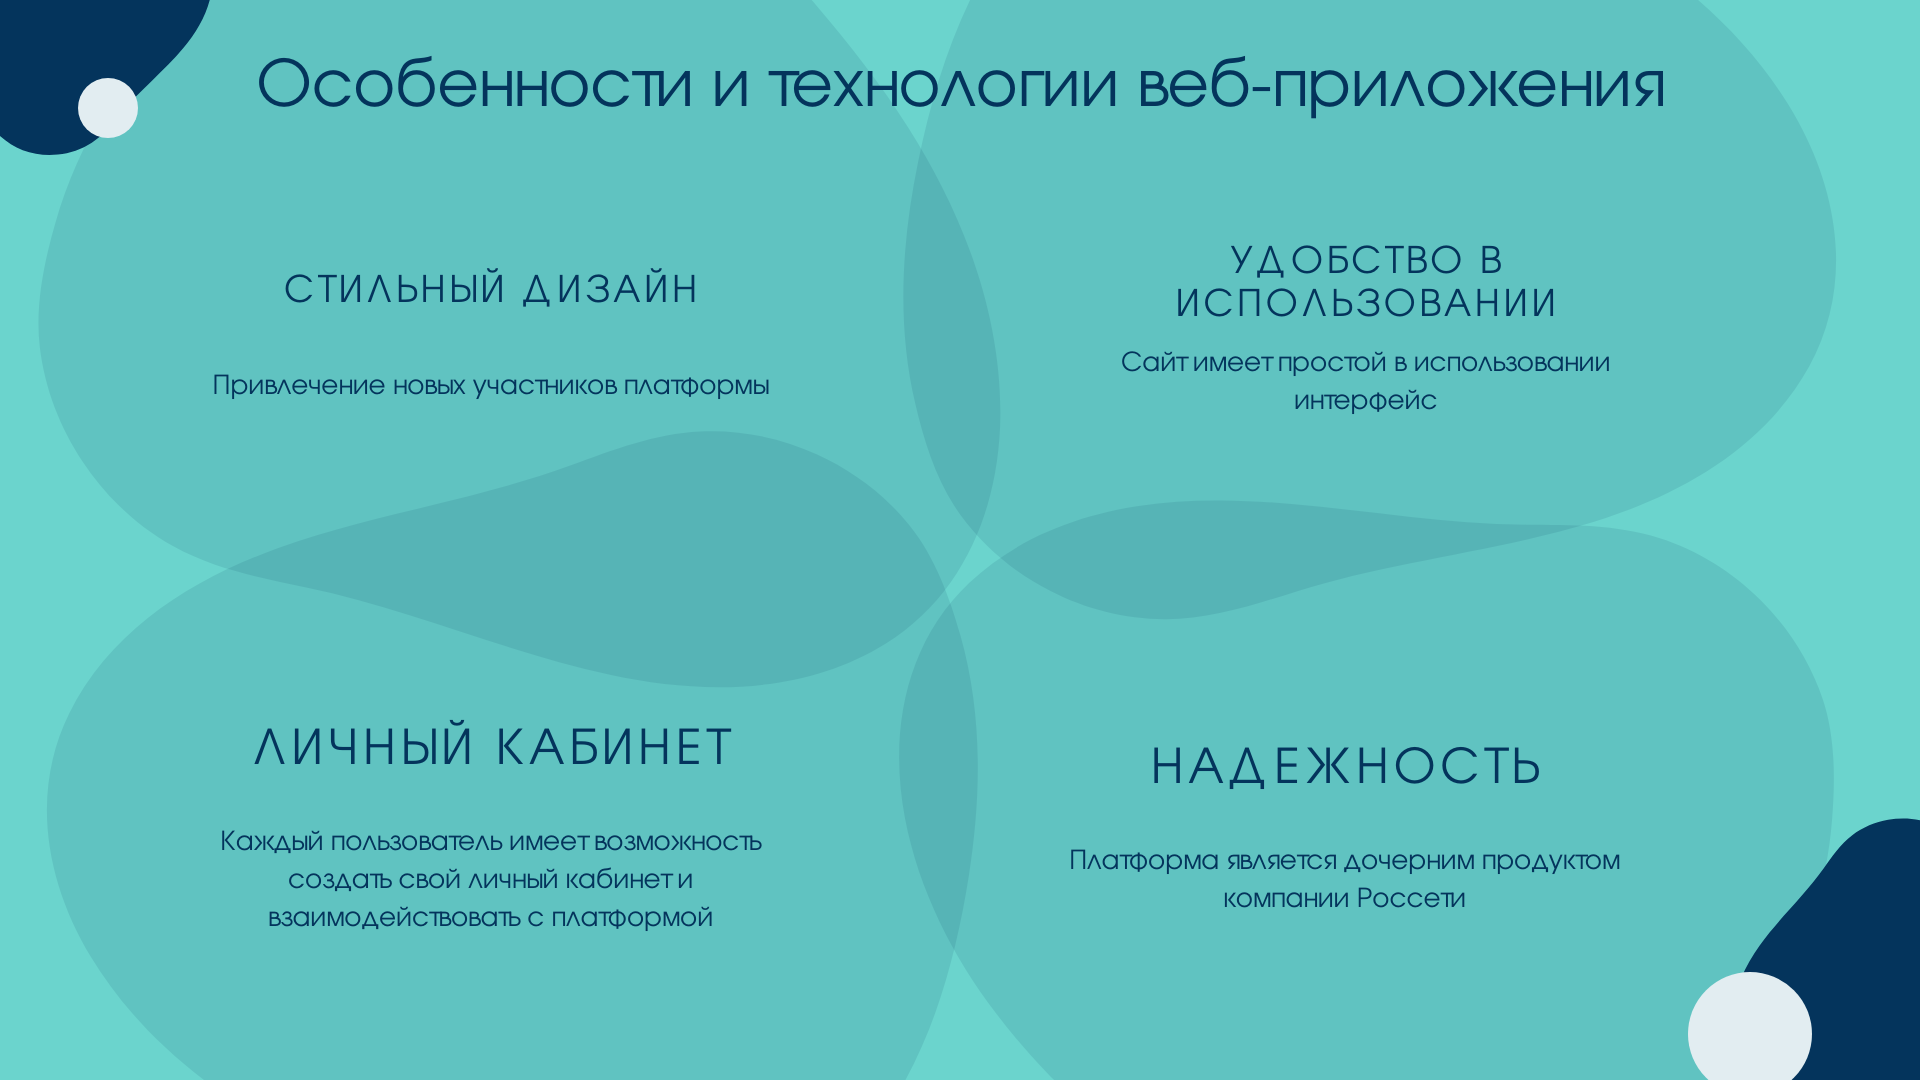 Особенности и технологии веб-приложения
СТИЛЬНЫЙ ДИЗАЙН
Привлечение новых участников платформы
УДОБСТВО В
ИСПОЛЬЗОВАНИИ
Сайт имеет простой в использовании
интерфейс
ЛИЧНЫЙ КАБИНЕТ
Каждый пользователь имеет возможность
создать свой личный кабинет и
взаимодействовать с платформой
НАДЕЖНОСТЬ
Платформа является дочерним продуктом
компании Россети